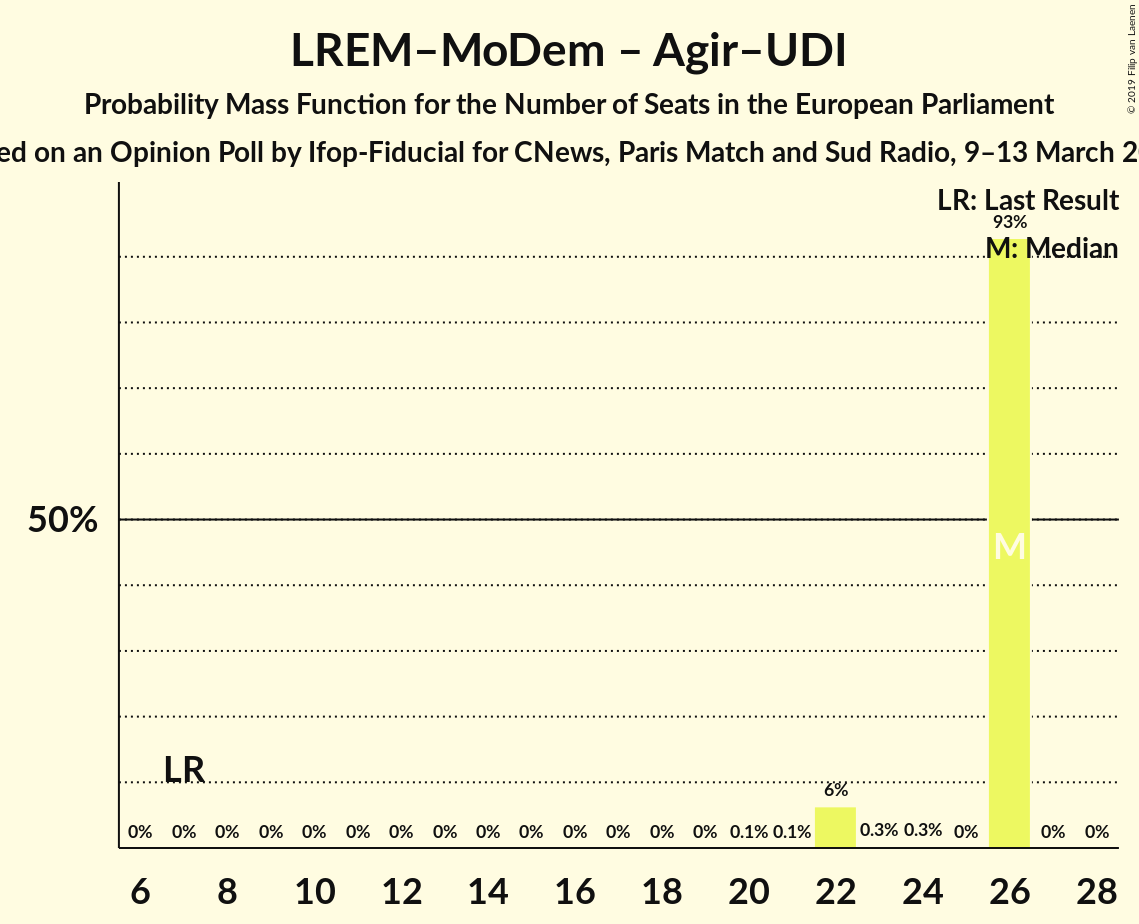 LREM–MoDem – Agir–UDI
Probability Mass Function for the Number of Seats in the European Parliament
on an Opinion Poll by Ifop-Fiducial for CNews, Paris Match and Sud Radio, 9–13 March
© 2019 Filip van Laenen
LR: Last Result
93%
M: Median
50%
M
LR
6%
0% 0% 0% 0% 0% 0% 0% 0% 0% 0% 0% 0% 0% 0% 0.1% 0.1% 0.3% 0.3% 0% 0% 0%
6 8 10 12 14 16 18 20 22 24 26 28